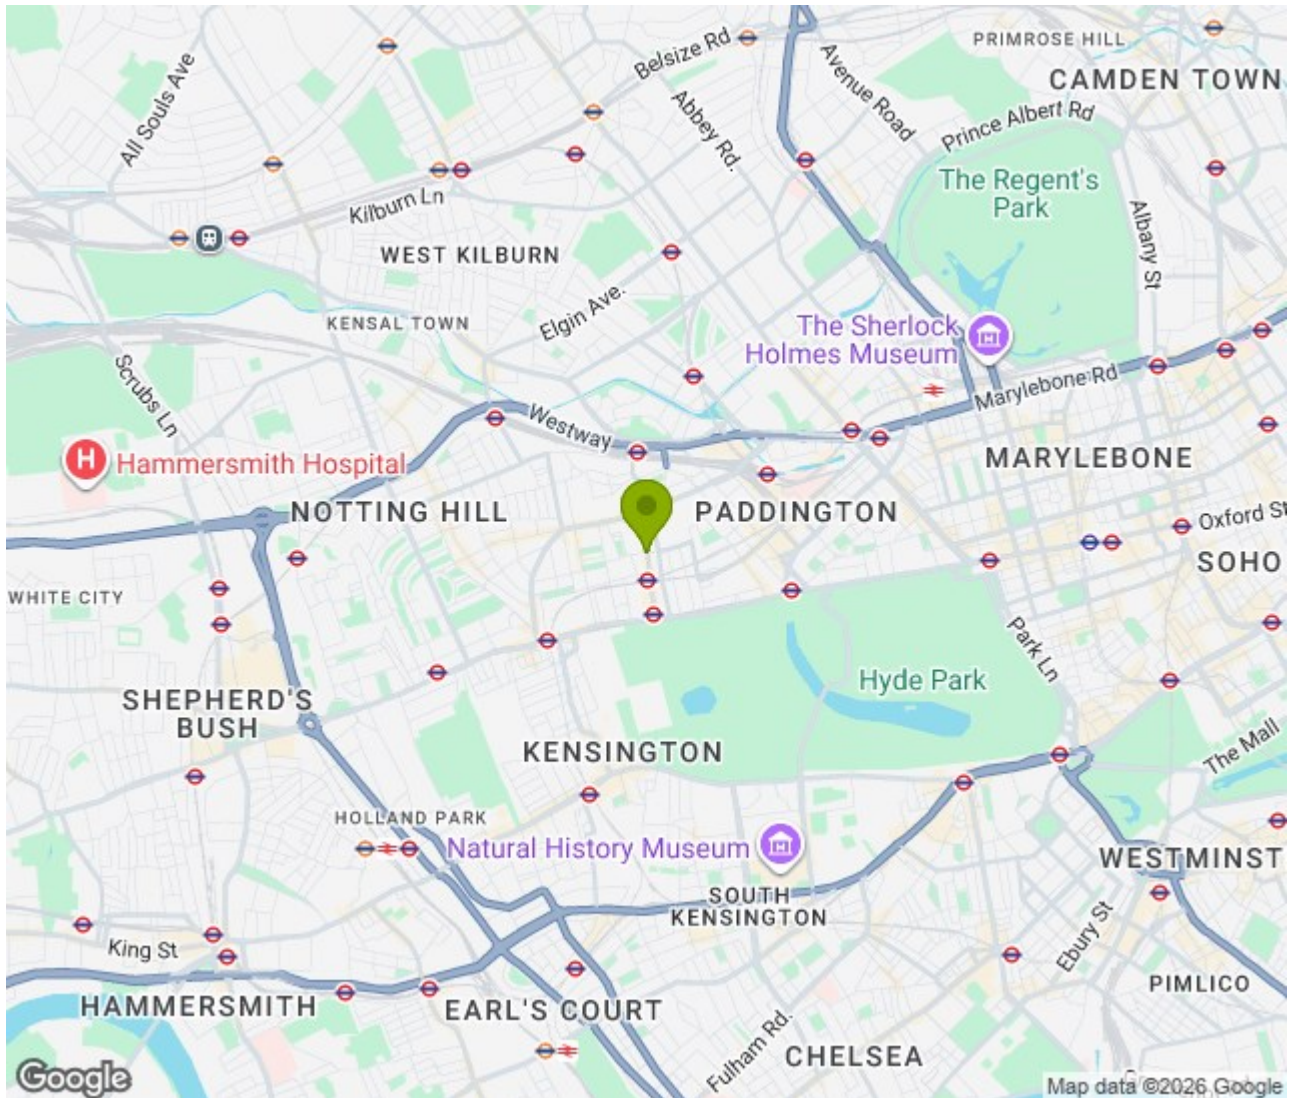 Belsize Rd
PRIMROSE HILL
CAMDEN TOWN
All Souls Ave
Abbey Rd.
Avenue Road
Prince Albert Rd
The Regent's
Park
Kilburn Ln
Albany St
WEST KILBURN
Elgin Ave.
KENSAL TOWN
The Sherlock
Holmes Museum
Scrubs Ln
Marylebone Rd
Westway
Hammersmith Hospital
MARYLEBONE
NOTTING HILL
PADDINGTON
Oxford St
SOHO
WHITE CITY
Park Ln
Hyde Park
SHEPHERD'S
BUSH
The Mall
KENSINGTON
HOLLAND PARK
Natural History Museum
WESTMINST
SOUTH
KENSINGTON
King St
Ebury St
PIMLICO
HAMMERSMITH
EARL'S COURT
Fulham Rd.
CHELSEA
Google
Map data ©2026 Google